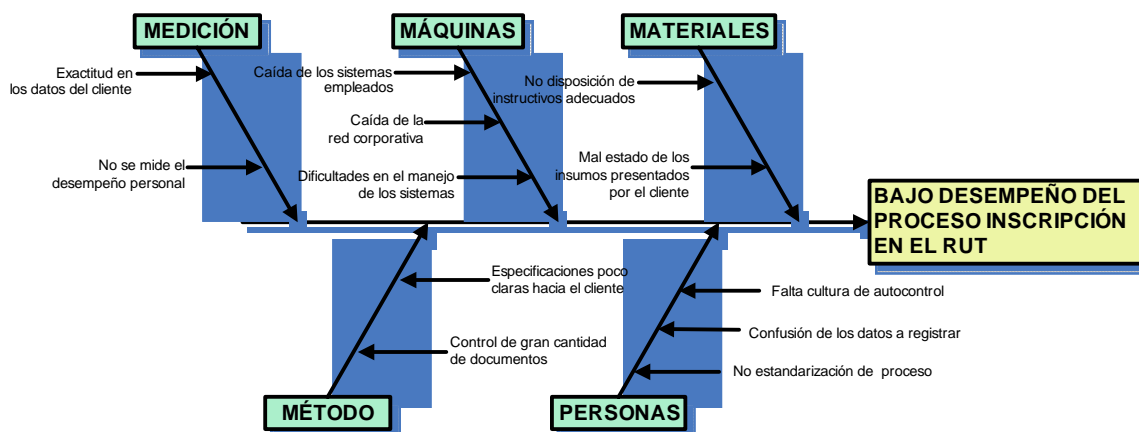 MEDICIÓN
MÁQUINAS
MATERIALES
Exactitud en
los datos del cliente
No se mide el
desempeño personal
Caída de los sistemas
empleados
Caída de la
red corporativa
Dificultades en el manejo
de los sistemas
No disposición de
instructivos adecuados
Mal estado de los
insumos presentados
por el cliente
BAJO DESEMPEÑO DEL
PROCESO INSCRIPCIÓN
EN EL RUT
Especificaciones poco
claras hacia el cliente
Control de gran cantidad
de documentos
Falta cultura de autocontrol
Confusión de los datos a registrar
No estandarización de proceso
MÉTODO
PERSONAS